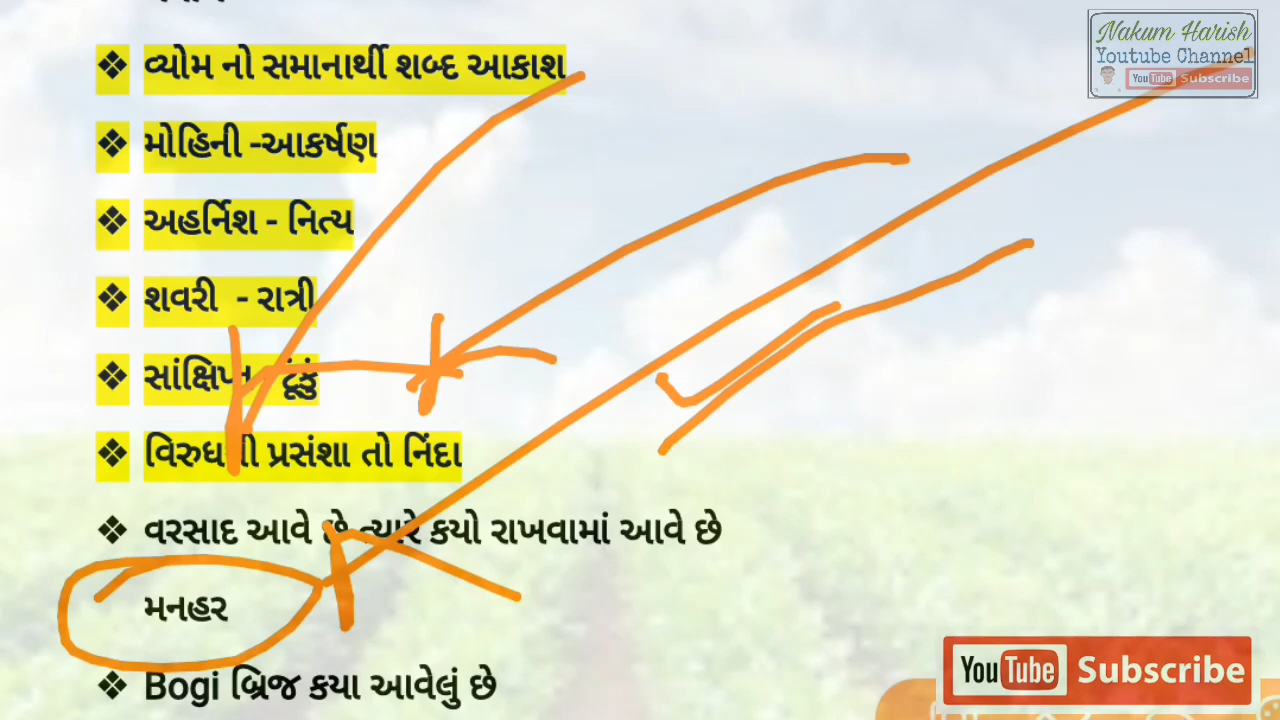 Nakum Harish
Youtube Channel
YouTube Subscribe
❖ વ્યોમ નો સમાનાર્થી શબ્દ આકાશ
❖ મોહિની -આકર્ષણ
❖ અહર્નિશ - નિત્ય
❖ શવરી - રાત્રી
❖ ટૂંકું
❖ પ્રસંશા તો નિંદા
❖ વરસાદ આવે છે ત્યારે કયો રાખવામાં આવે છે
મનહર
❖ Bogi બ્રિજ કયા આવેલું છે
YouTube Subscribe